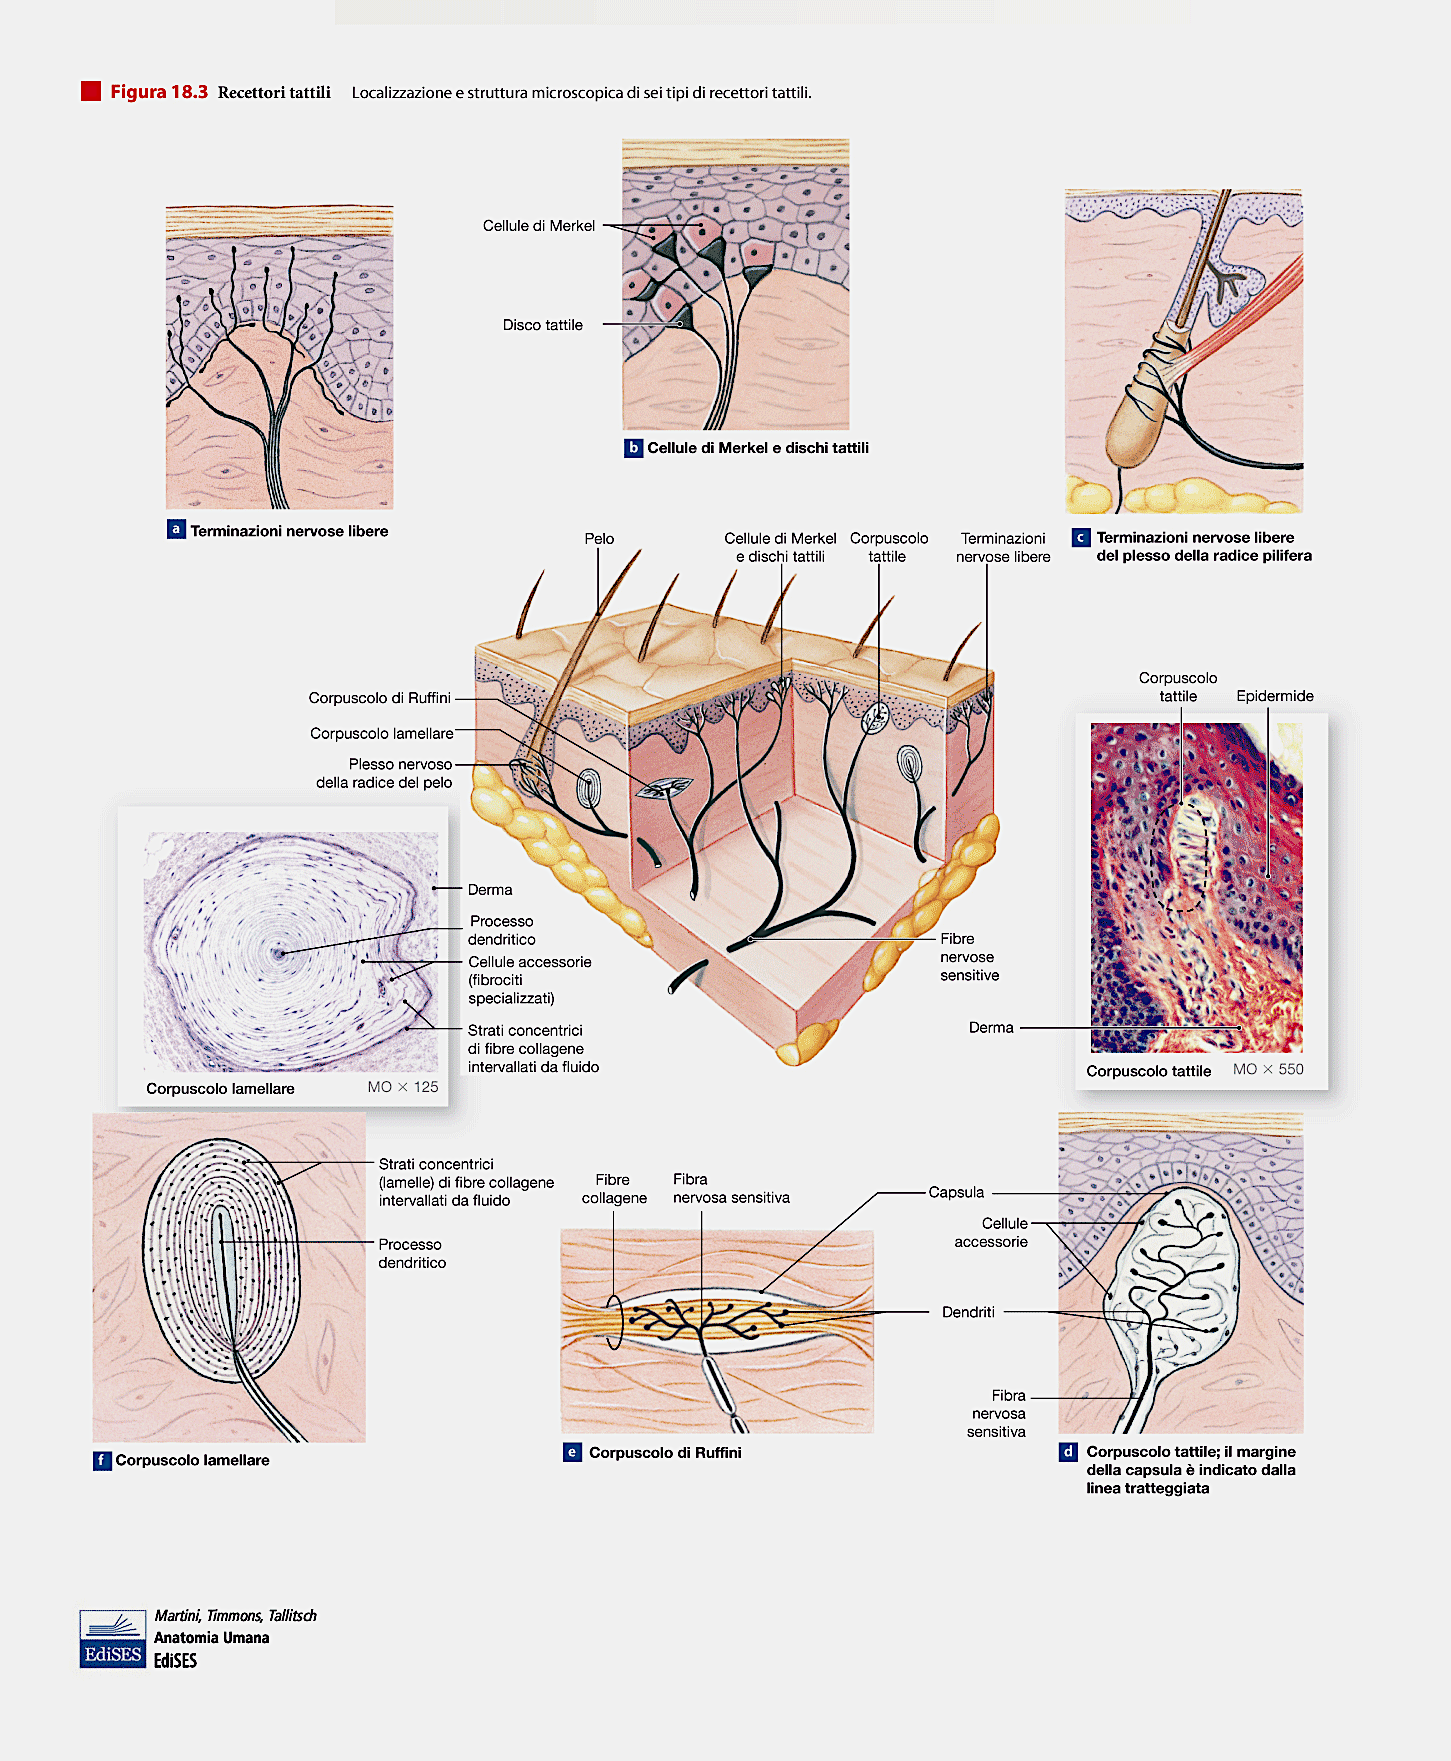 Figura 18.3 Recettori tattili Localizzazione e struttura microscopica di sei tipi di recettori tattili.
Cellule di Merkel
Disco tattile
b Cellule di Merkel e dischi tattili
a Terminazioni nervose libere
c Terminazioni nervose libere
del plesso della radice pilifera
Pelo
Cellule di Merkel
e dischi tattili
Corpuscolo
tattile
Terminazioni
nervose libere
Corpuscolo di Ruffini
Corpuscolo lamellare
Plesso nervoso
della radice del pelo
Corpuscolo
tattile
Epidermide
Derma
Processo
dendritico
Cellule accessorie
(fibrociti
specializzati)
Strati concentrici
di fibre collagene
intervallati da fluido
Corpuscolo lamellare MO × 125
Fibre
nervose
sensitive
Derma
Corpuscolo tattile MO × 550
Strati concentrici
(lamelle) di fibre collagene
intervallati da fluido
Processo
dendritico
f Corpuscolo lamellare
Fibre
collagene
Fibra
nervosa sensitiva
Capsula
Cellule
accessorie
Dendriti
Fibra
nervosa
sensitiva
e Corpuscolo di Ruffini
d Corpuscolo tattile; il margine
della capsula è indicato dalla
linea tratteggiata
EdiSES
Martini, Timmons, Tallitsch
Anatomia Umana
EdiSES